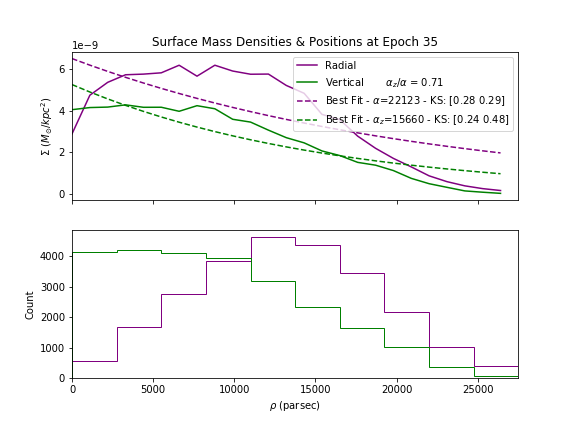 Surface Mass Densities & Positions at Epoch 35
1e−9
6
4
2
0
Σ (M⊙/kpc²)
Radial
Vertical αz/α = 0.71
Best Fit - α=22123 - KS: [0.28 0.29]
Best Fit - αz=15660 - KS: [0.24 0.48]
4000
3000
2000
1000
0
Count
0 5000 10000 15000 20000 25000
ρ (parsec)